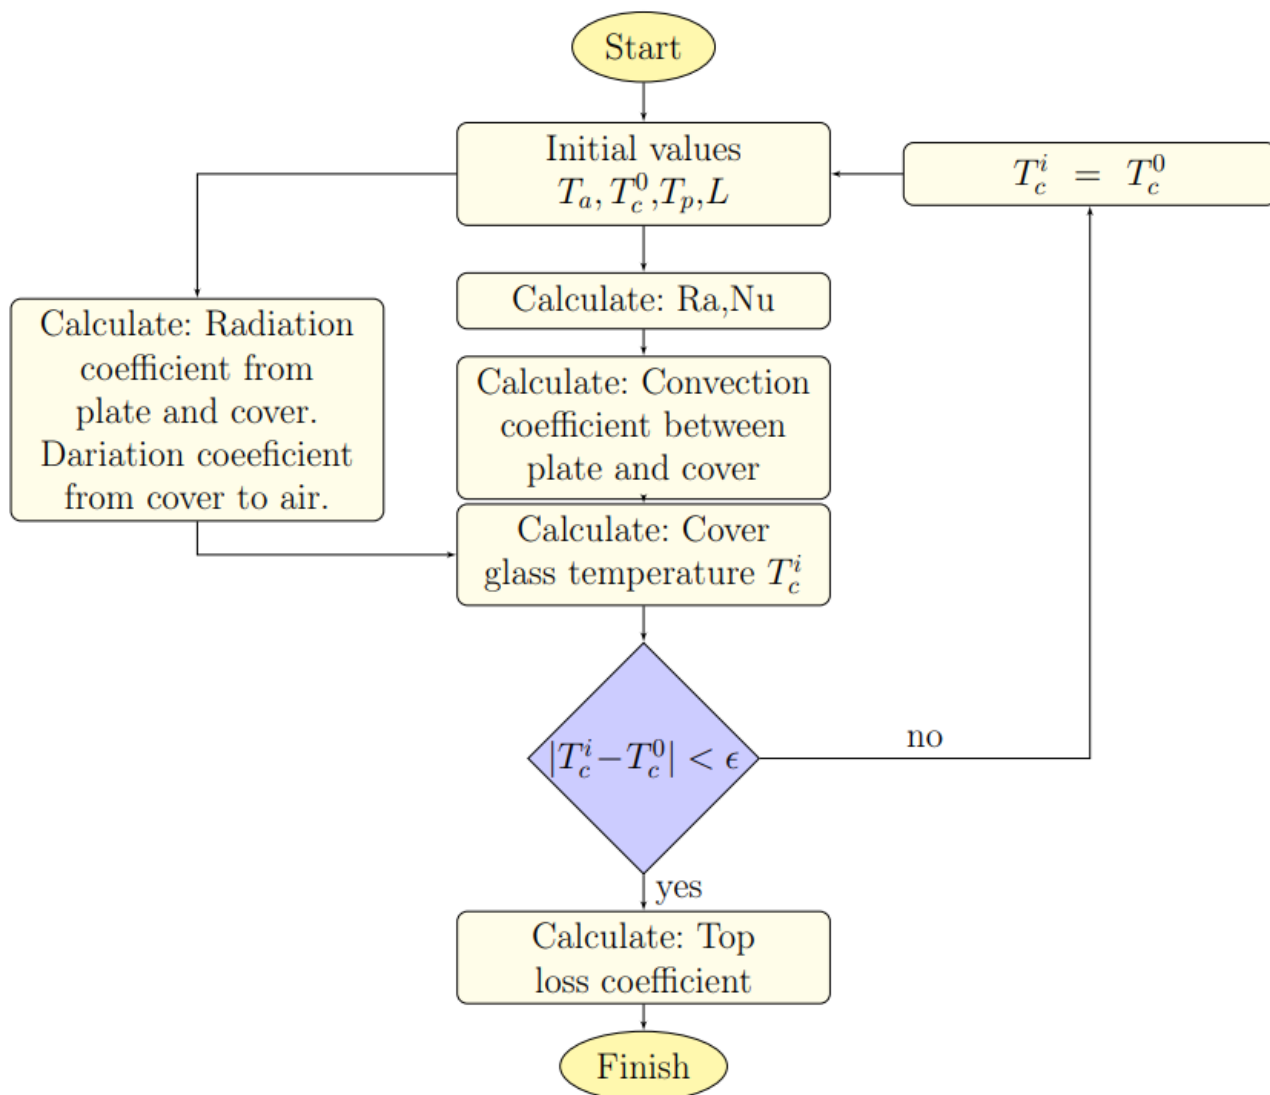 Start
Initial values
T_a, T_c^0,T_p,L
T_c^i = T_c^0
Calculate: Ra,Nu
Calculate: Radiation
coefficient from
plate and cover.
Dariation coeeficient
from cover to air.
Calculate: Convection
coefficient between
plate and cover
Calculate: Cover
glass temperature T_c^i
|T_c^i−T_c^0| < ϵ
no
yes
Calculate: Top
loss coefficient
Finish